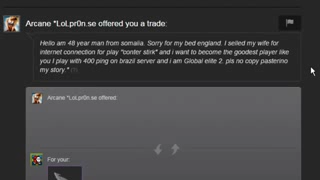 Arcane *LoLpr0n.se offered you a trade:
Hello am 48 year man from somalia. Sorry for my bed england. I selled my wife for
internet connection for play "conter stirk" and i want to become the goodest player like
you I play with 400 ping on brazil server and i am Global elite 2. pls no copy pasterino
my story."
Arcane *LoLpr0n.se offered:
For your: